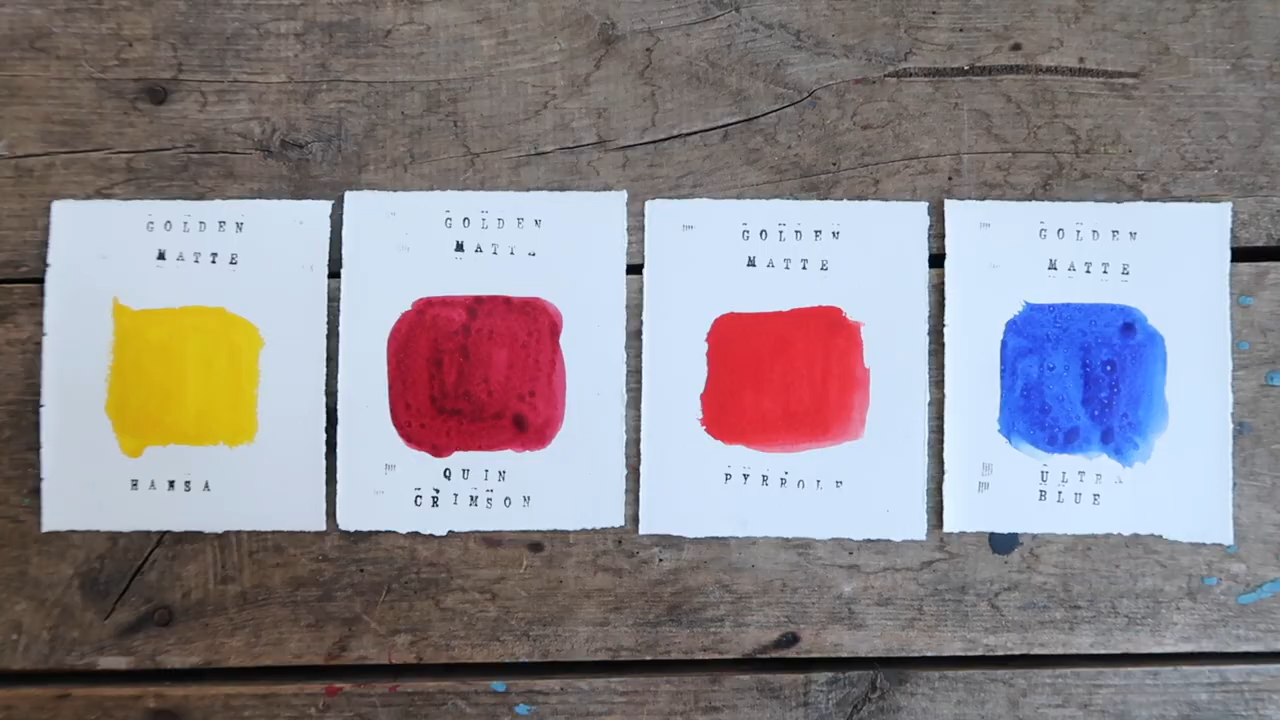 GOLDEN
MATTE
HANSA
GOLDEN
MATTE
QUIN
CRIMSON
GOLDEN
MATTE
PYRROLE
GOLDEN
MATTE
ULTRA
BLUE